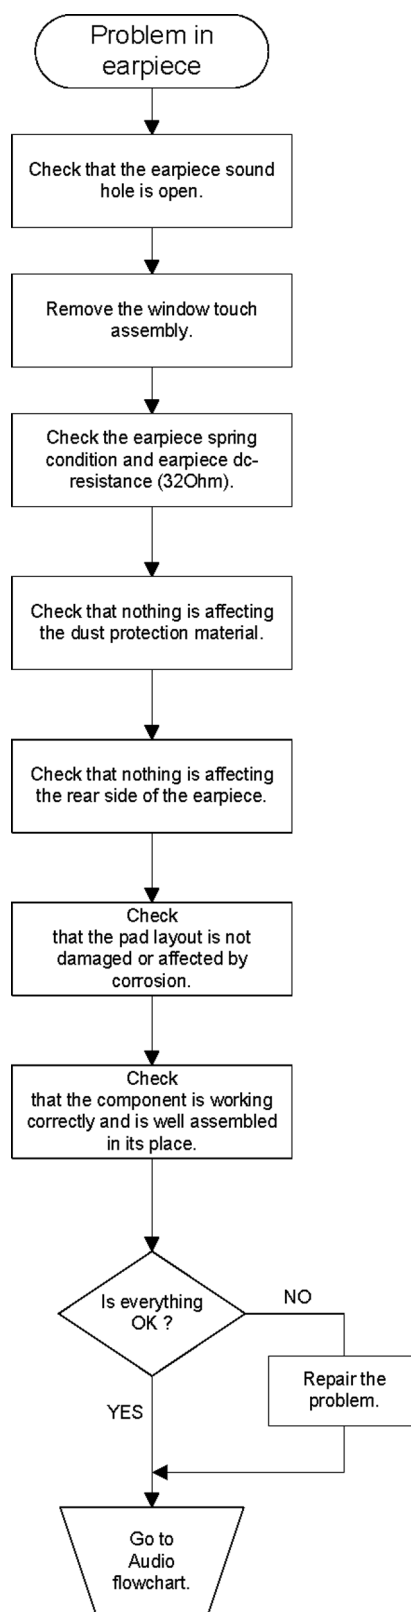 Problem in
earpiece
Check that the earpiece sound
hole is open.
Remove the window touch
assembly.
Check the earpiece spring
condition and earpiece dc-
resistance (32Ohm).
Check that nothing is affecting
the dust protection material.
Check that nothing is affecting
the rear side of the earpiece.
Check
that the pad layout is not
damaged or affected by
corrosion.
Check
that the component is working
correctly and is well assembled
in its place.
Is everything
OK ?
NO
Repair the
problem.
YES
Go to
Audio
flowchart.